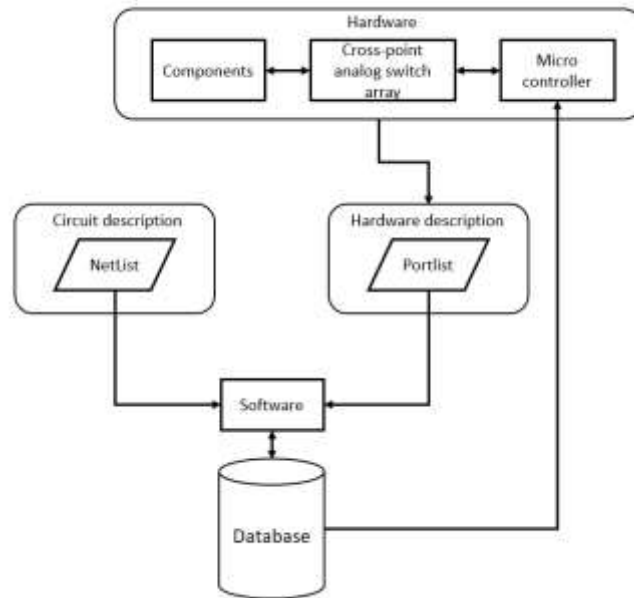 Hardware
Components
Cross-point
analog switch
array
Micro
controller
Circuit description
NetList
Hardware description
Portlist
Software
Database